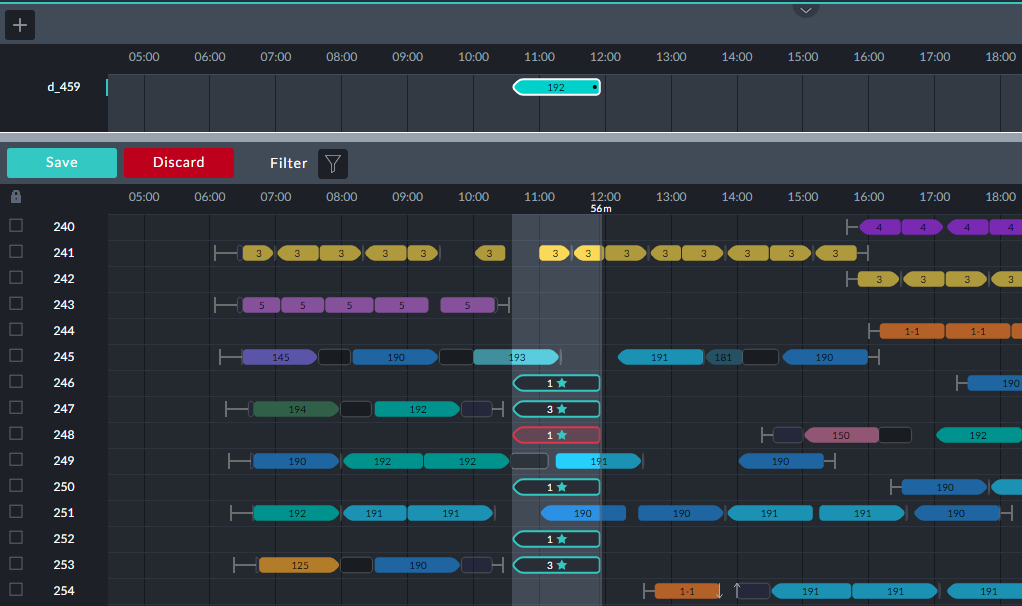 05:00 06:00 07:00 08:00 09:00 10:00 11:00 12:00 13:00 14:00 15:00 16:00 17:00 18:00
d_459 192
Save Discard Filter
05:00 06:00 07:00 08:00 09:00 10:00 11:00 12:00 13:00 14:00 15:00 16:00 17:00 18:00
56m
240 4 4 4 4
241 3 3 3 3 3 3 3 3 3 3 3 3 3 3
242 3 3 3 3
243 5 5 5 5 5
244 1-1 1-1
245 145 190 193 191 181 190
246 1 ★ 190
247 194 192 3 ★
248 1 ★ 150 192
249 190 192 192 191 190
250 1 ★ 190
251 192 191 191 190 190 191 191 190
252 1 ★
253 125 190 3 ★
254 1-1 191 191 191